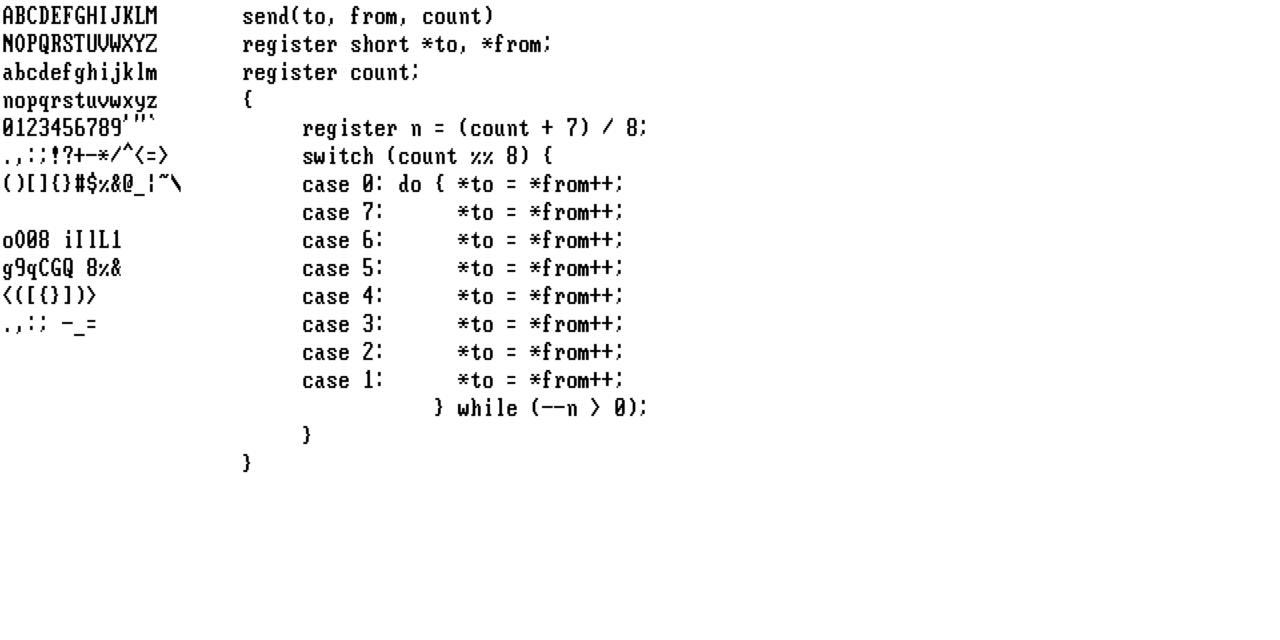 ABCDEFGHIJKLM
NOPQRSTUVWXYZ
abcdefghijklm
nopqrstuvwxyz
0123456789'"`
.,:;!?+-*/^<=>
()[]{}#$%&@_¦~\
oO08 iIlL1
g9qCGQ 8%&
<([{}])>
.,:; -_=
send(to, from, count)
register short *to, *from;
register count;
{
     register n = (count + 7) / 8;
     switch (count %% 8) {
     case 0: do { *to = *from++;
     case 7:      *to = *from++;
     case 6:      *to = *from++;
     case 5:      *to = *from++;
     case 4:      *to = *from++;
     case 3:      *to = *from++;
     case 2:      *to = *from++;
     case 1:      *to = *from++;
                } while (--n > 0);
     }
}